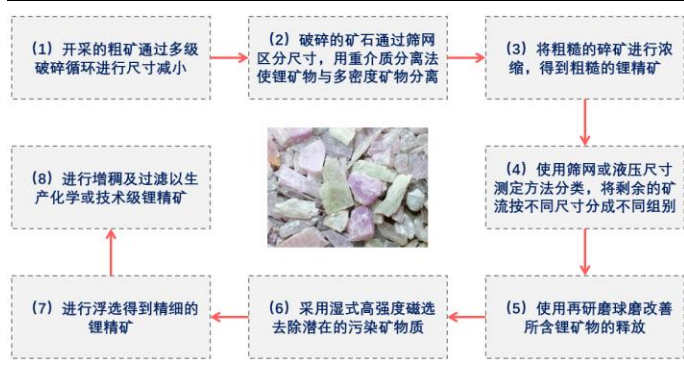 （1）开采的粗矿通过多级
破碎循环进行尺寸减小
（2）破碎的矿石通过筛网
区分尺寸，用重介质分离法
使锂矿物与多密度矿物分离
（3）将粗糙的碎矿进行浓
缩，得到粗糙的锂精矿
（4）使用筛网或液压尺寸
测定方法分类，将剩余的矿
流按不同尺寸分成不同组别
（5）使用再研磨球磨改善
所含锂矿物的释放
（6）采用湿式高强度磁选
去除潜在的污染矿物质
（7）进行浮选得到精细的
锂精矿
（8）进行增稠及过滤以生
产化学或技术级锂精矿